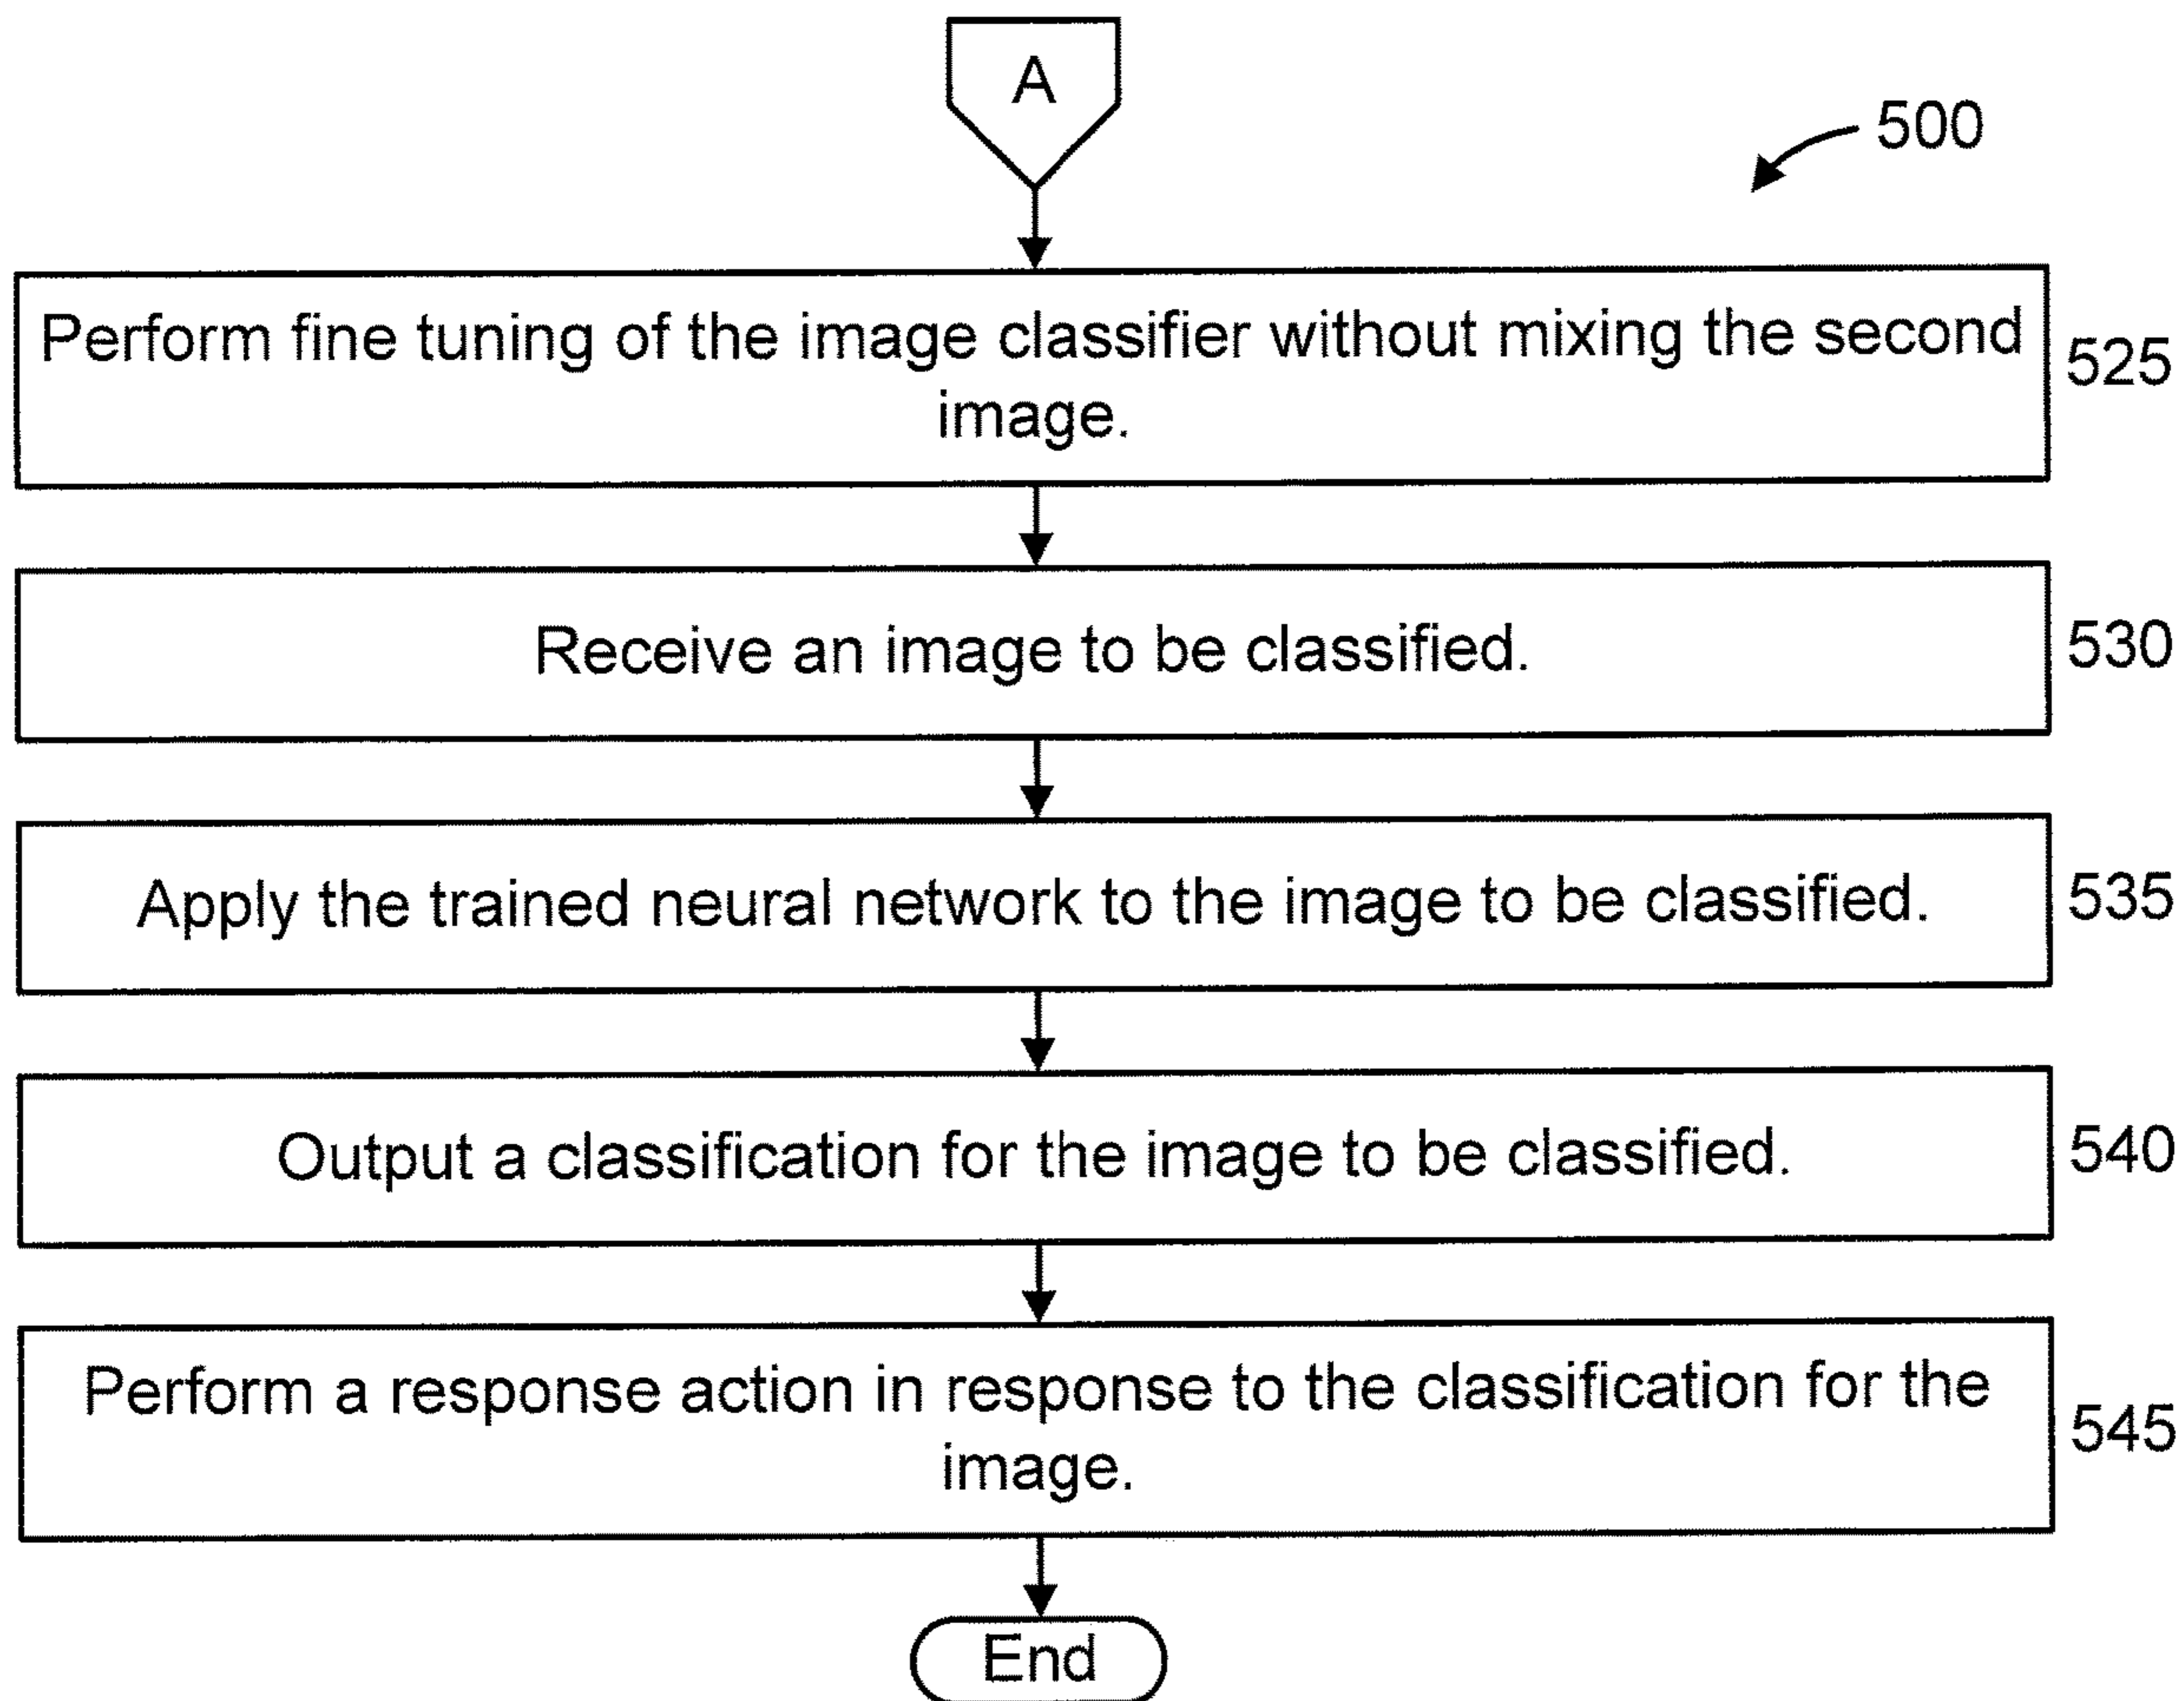 A
500
Perform fine tuning of the image classifier without mixing the second
image.
525
Receive an image to be classified.
530
Apply the trained neural network to the image to be classified.
535
Output a classification for the image to be classified.
540
Perform a response action in response to the classification for the
image.
545
End